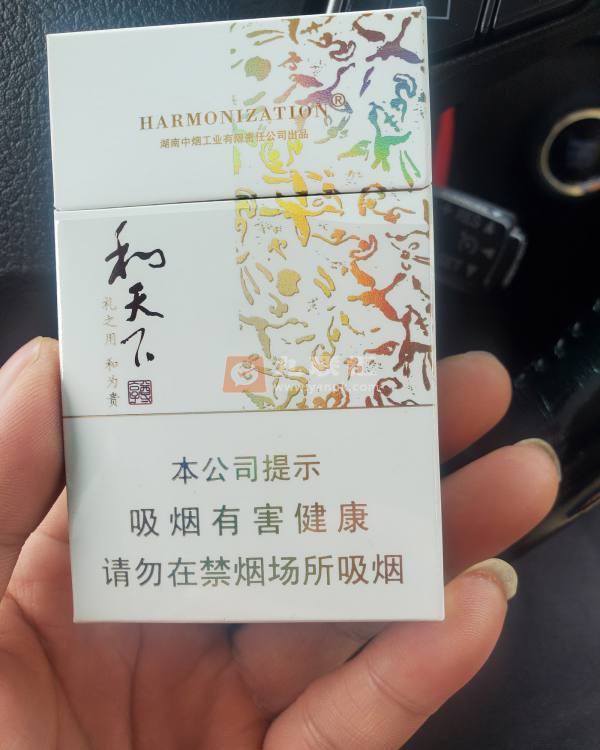 HARMONIZATION®
湖南中烟工业有限责任公司出品
和天下
礼之用 和为贵
本公司提示
吸烟有害健康
请勿在禁烟场所吸烟